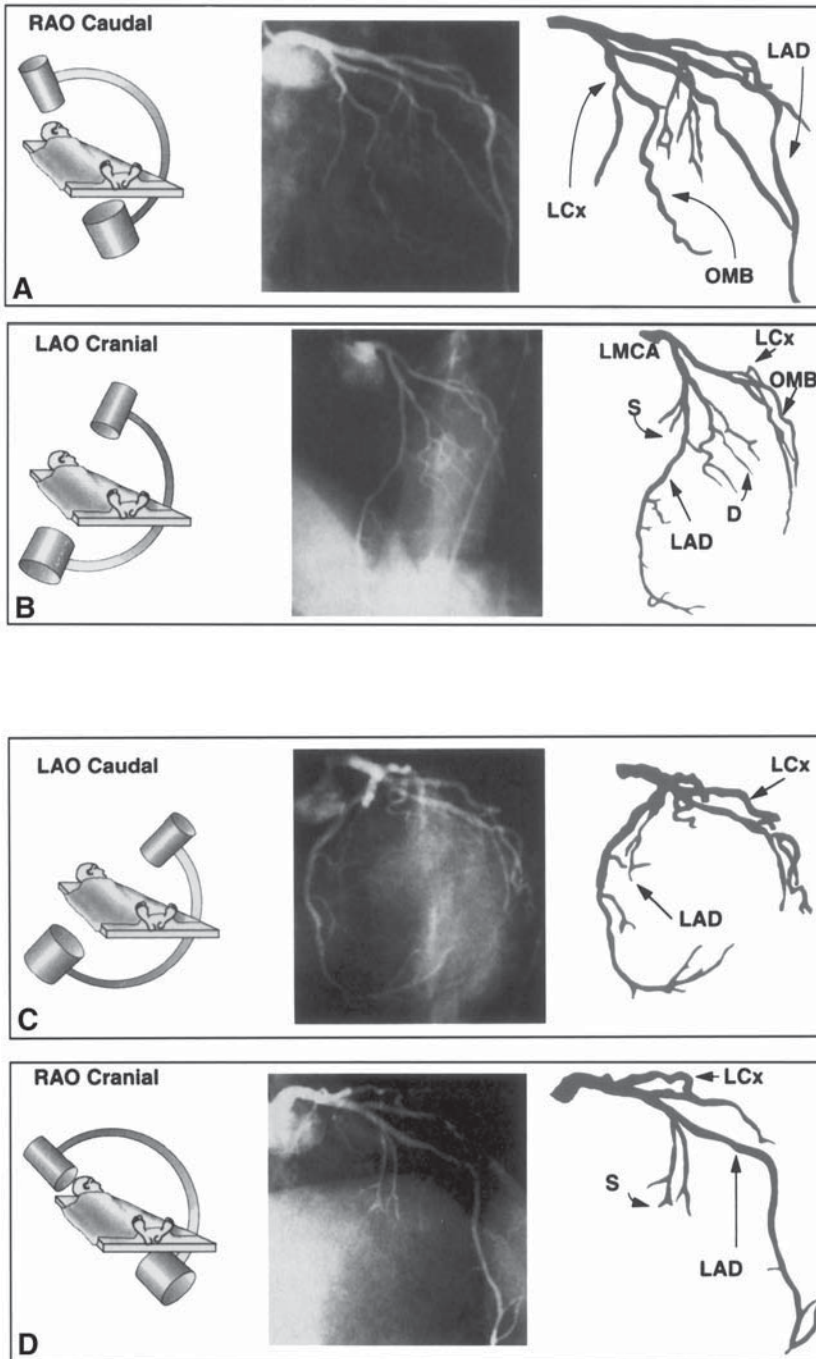 RAO Caudal
LAD
LCx
OMB
A
LAO Cranial
LMCA
LCx
OMB
S
D
LAD
B
LAO Caudal
LCx
LAD
C
RAO Cranial
LCx
S
LAD
D